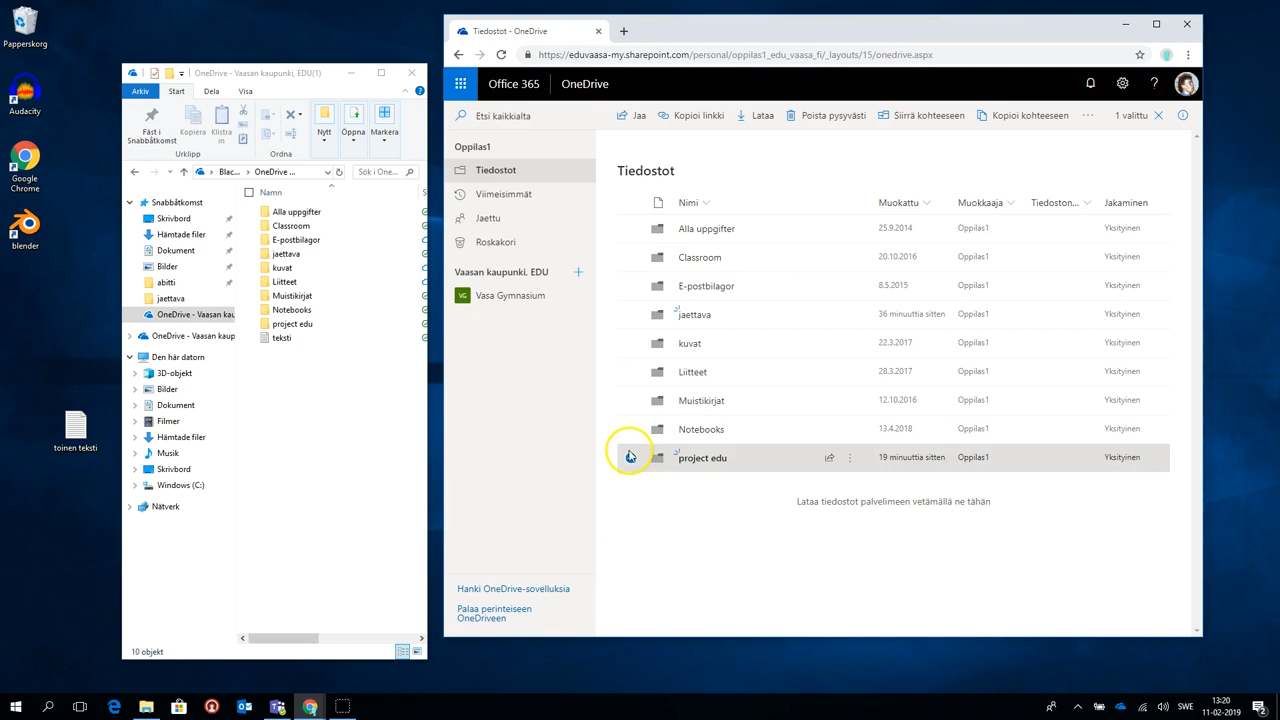 Papperskorg
Audacity
Google
Chrome
blender
toinen teksti
OneDrive - Vaasan kaupunki, EDU(1)
Arkiv
Start
Dela
Visa
Fäst i
Snabbåtkomst
Kopiera
Klistra
in
Nytt
Öppna
Markera
Urklipp
Ordna
Blac...
OneDrive ...
Sök i One...
Namn
S
Snabbåtkomst
Skrivbord
Hämtade filer
Dokument
Bilder
abitti
jaettava
OneDrive - Vaasan kau
OneDrive - Vaasan kaup
Den här datorn
3D-objekt
Bilder
Dokument
Filmer
Hämtade filer
Musik
Skrivbord
Windows (C:)
Nätverk
Alla uppgifter
Classroom
E-postbilagor
jaettava
kuvat
Liitteet
Muistikirjat
Notebooks
project edu
teksti
10 objekt
Tiedostot - OneDrive
https://eduvaasa-my.sharepoint.com/personal/oppilas1_edu_vaasa_fi/_layouts/15/onedrive.aspx
Office 365
OneDrive
Etsi kaikkialta
Jaa
Kopioi linkki
Lataa
Poista pysyvästi
Siirrä kohteeseen
Kopioi kohteeseen
1 valittu
Oppilas1
Tiedostot
Viimeisimmät
Jaettu
Roskakori
Vaasan kaupunki, EDU
VG Vasa Gymnasium
Hanki OneDrive-sovelluksia
Palaa perinteiseen
OneDriveen
Tiedostot
Nimi Muokattu Muokkaaja Tiedoston... Jakaminen
Alla uppgifter 25.9.2014 Oppilas1 Yksityinen
Classroom 20.10.2016 Oppilas1 Yksityinen
E-postbilagor 8.5.2015 Oppilas1 Yksityinen
jaettava 36 minuuttia sitten Oppilas1 Yksityinen
kuvat 22.3.2017 Oppilas1 Yksityinen
Liitteet 28.3.2017 Oppilas1 Yksityinen
Muistikirjat 12.10.2016 Oppilas1 Yksityinen
Notebooks 13.4.2018 Oppilas1 Yksityinen
project edu 19 minuuttia sitten Oppilas1 Yksityinen
Lataa tiedostot palvelimeen vetämällä ne tähän
SWE
13:20
11-02-2019
2